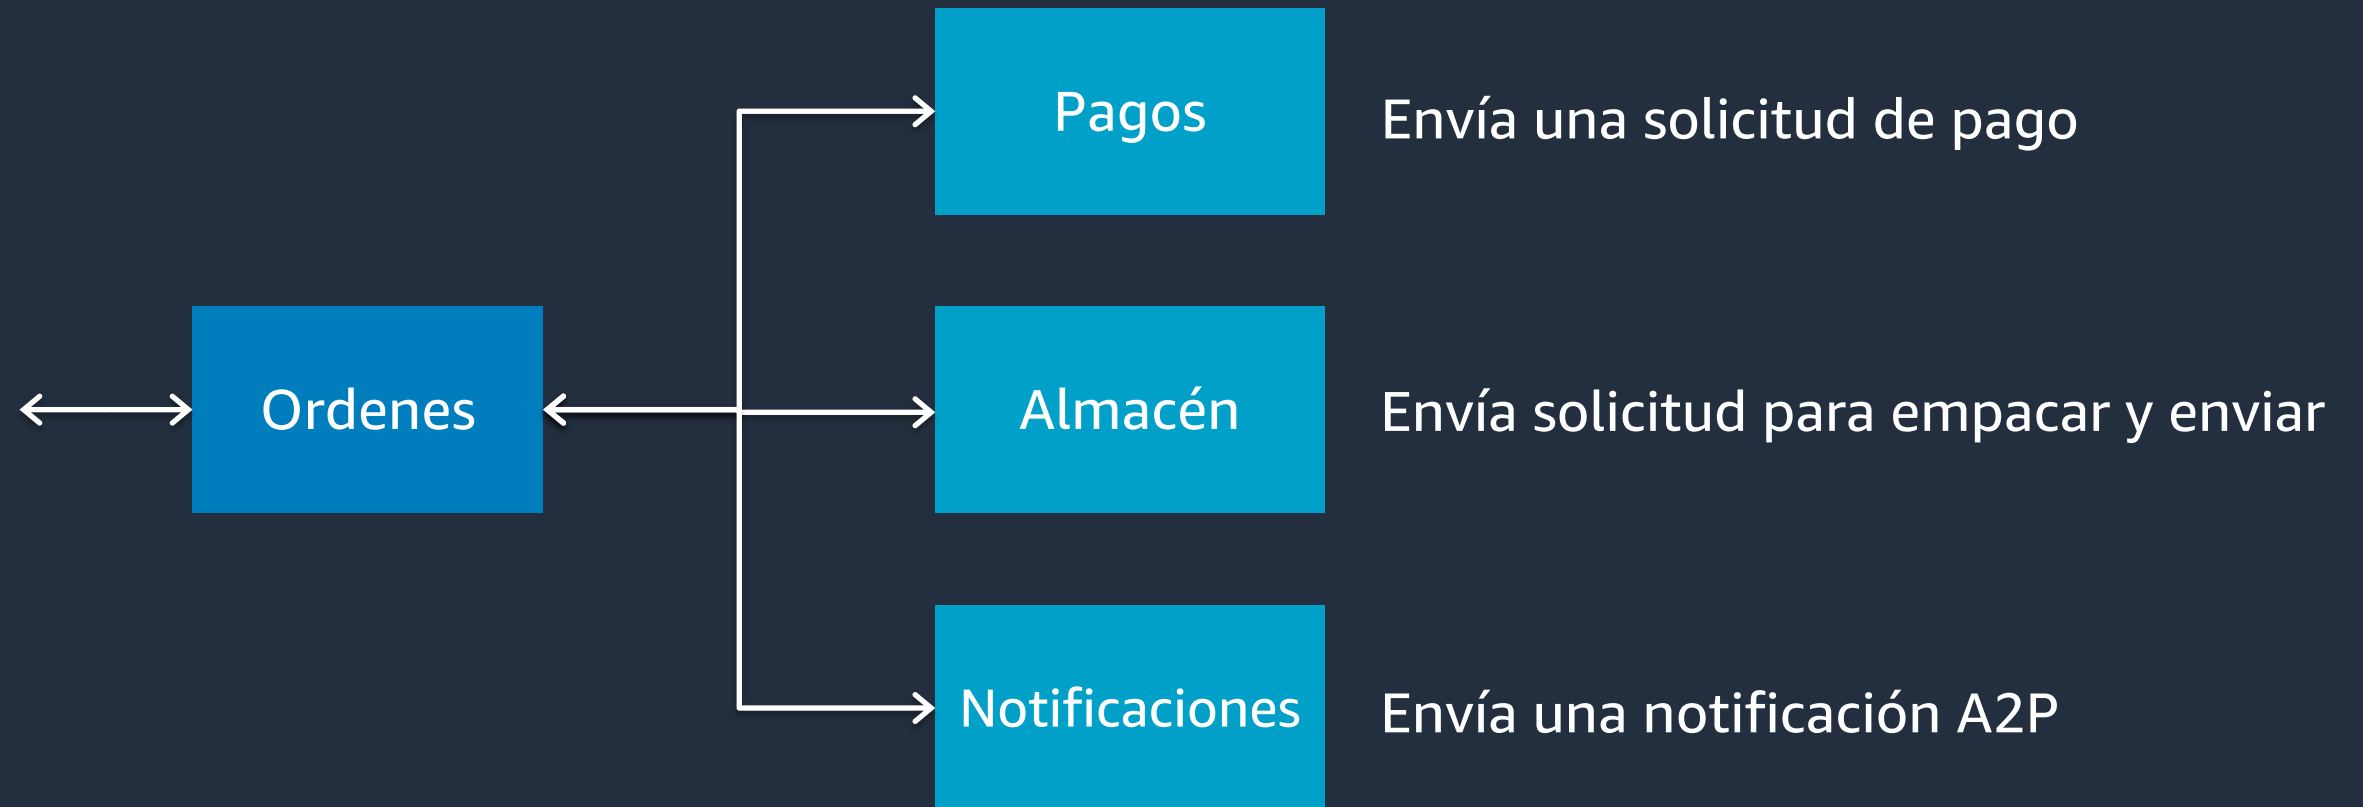 Pagos
Envía una solicitud de pago
Ordenes
Almacén
Envía solicitud para empacar y enviar
Notificaciones
Envía una notificación A2P